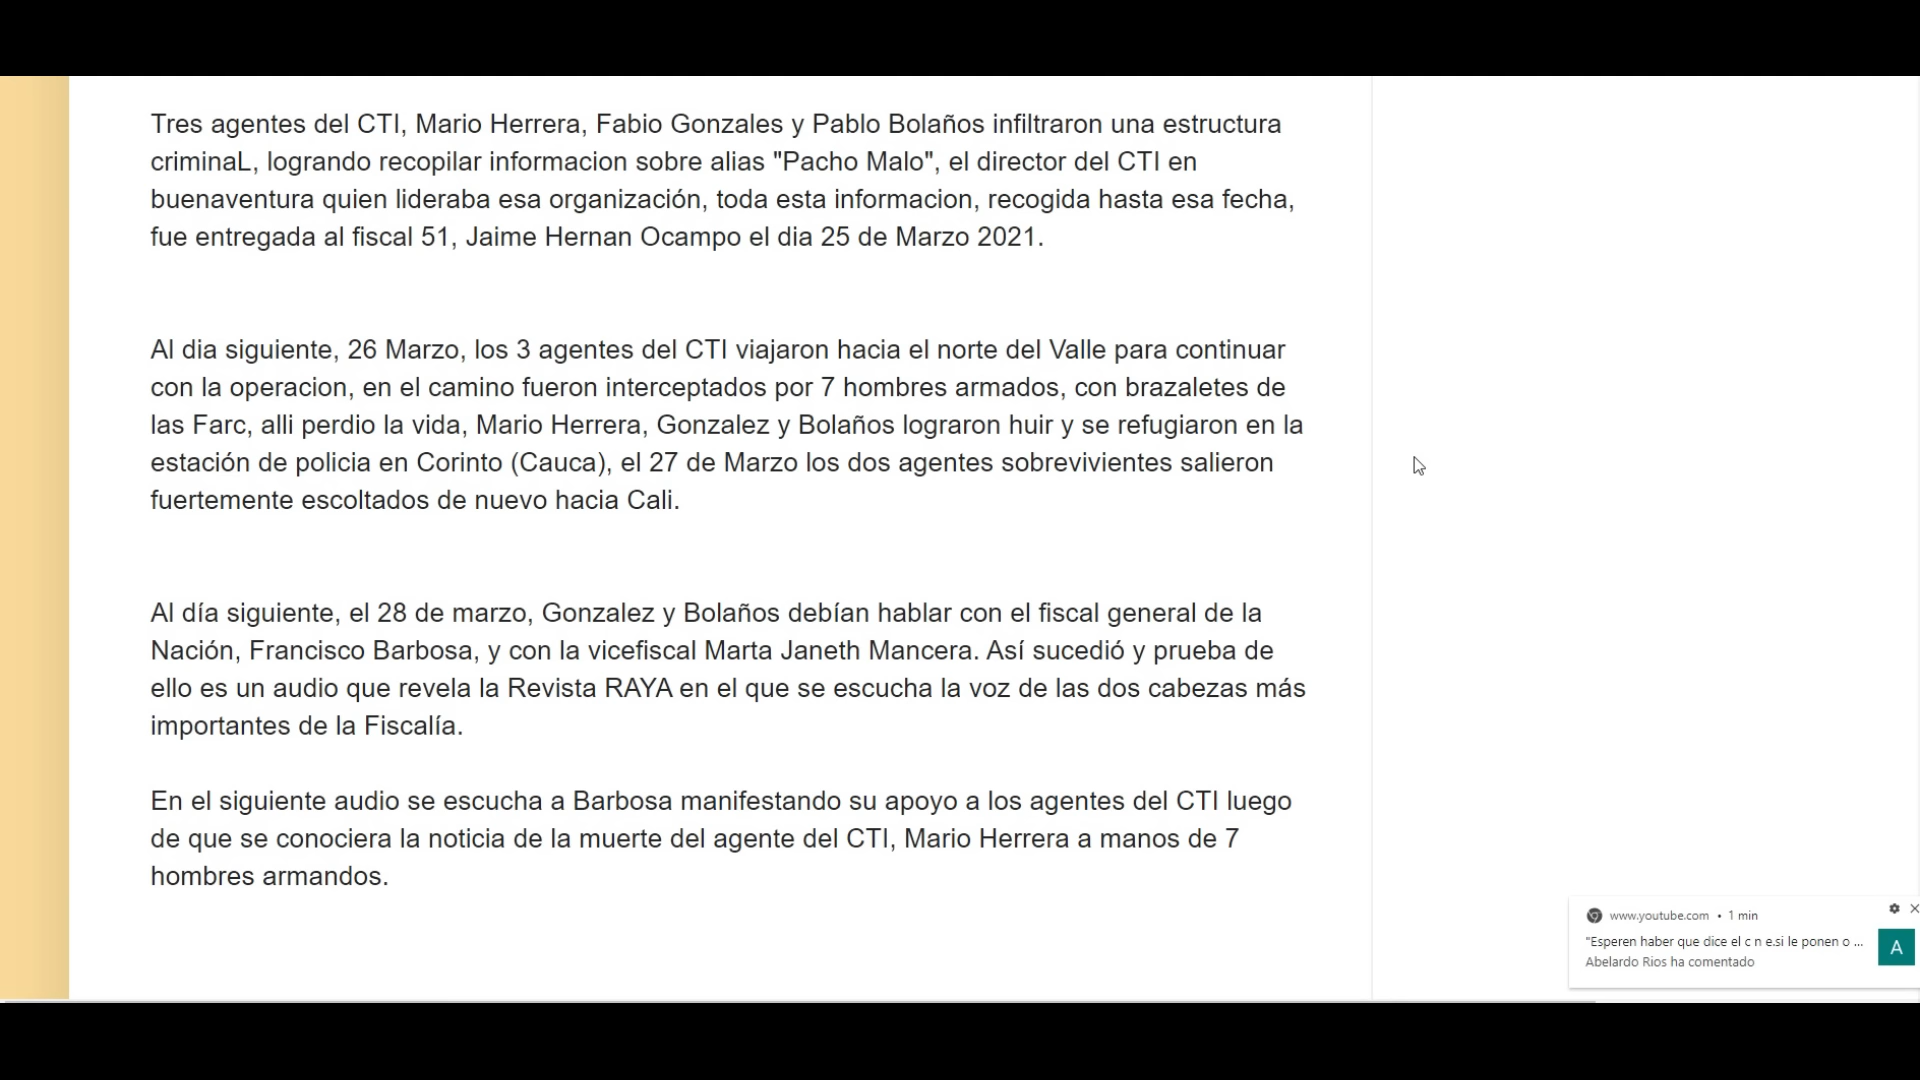 Tres agentes del CTI, Mario Herrera, Fabio Gonzales y Pablo Bolaños infiltraron una estructura
criminaL, logrando recopilar informacion sobre alias "Pacho Malo", el director del CTI en
buenaventura quien lideraba esa organización, toda esta informacion, recogida hasta esa fecha,
fue entregada al fiscal 51, Jaime Hernan Ocampo el dia 25 de Marzo 2021.
Al dia siguiente, 26 Marzo, los 3 agentes del CTI viajaron hacia el norte del Valle para continuar
con la operacion, en el camino fueron interceptados por 7 hombres armados, con brazaletes de
las Farc, alli perdio la vida, Mario Herrera, Gonzalez y Bolaños lograron huir y se refugiaron en la
estación de policia en Corinto (Cauca), el 27 de Marzo los dos agentes sobrevivientes salieron
fuertemente escoltados de nuevo hacia Cali.
Al día siguiente, el 28 de marzo, Gonzalez y Bolaños debían hablar con el fiscal general de la
Nación, Francisco Barbosa, y con la vicefiscal Marta Janeth Mancera. Así sucedió y prueba de
ello es un audio que revela la Revista RAYA en el que se escucha la voz de las dos cabezas más
importantes de la Fiscalía.
En el siguiente audio se escucha a Barbosa manifestando su apoyo a los agentes del CTI luego
de que se conociera la noticia de la muerte del agente del CTI, Mario Herrera a manos de 7
hombres armandos.
www.youtube.com • 1 min
"Esperen haber que dice el c n e.si le ponen o ...
Abelardo Rios ha comentado
A